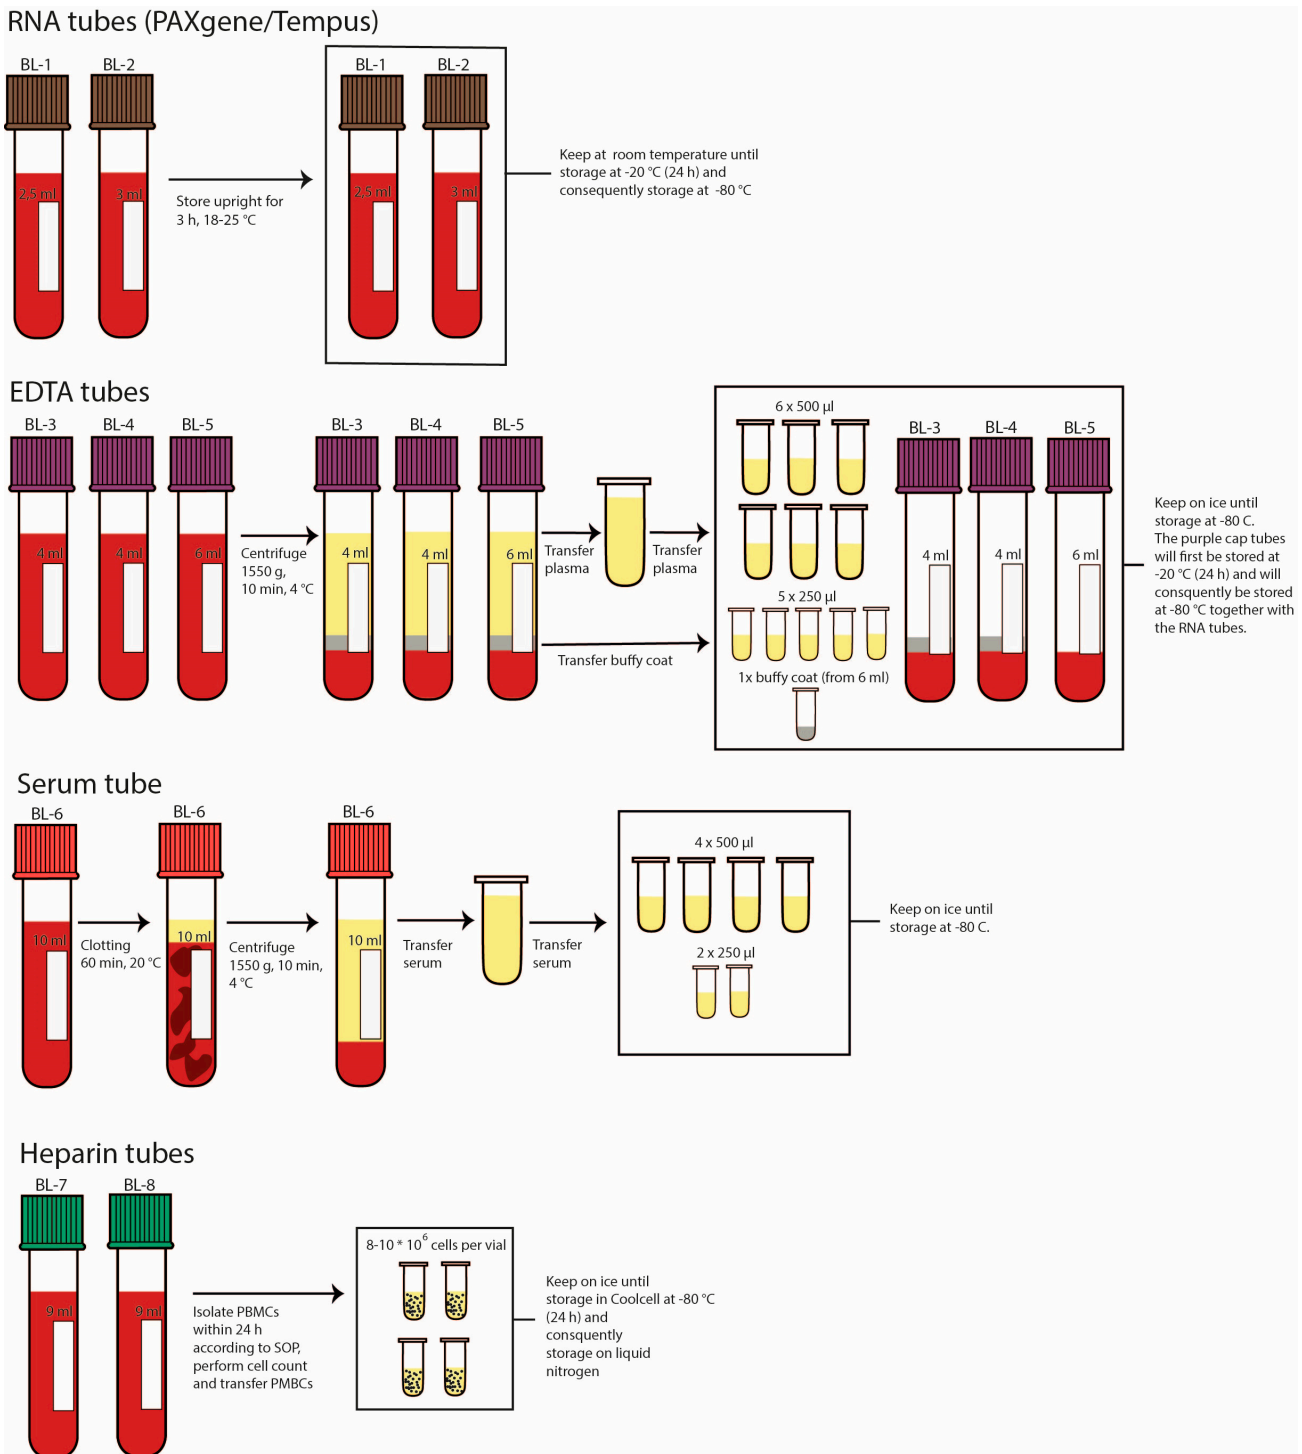 RNA tubes (PAXgene/Tempus)
BL-1
BL-2
BL-1
BL-2
2,5 ml
3 ml
Store upright for
3 h, 18-25 °C
2,5 ml
3 ml
Keep at room temperature until
storage at -20 °C (24 h) and
consequently storage at -80 °C
EDTA tubes
BL-3
BL-4
BL-5
4 ml
4 ml
6 ml
Centrifuge
1550 g,
10 min, 4 °C
BL-3
BL-4
BL-5
4 ml
4 ml
6 ml
Transfer
plasma
Transfer
plasma
Transfer buffy coat
6 x 500 µl
5 x 250 µl
1x buffy coat (from 6 ml)
BL-3
BL-4
BL-5
4 ml
4 ml
6 ml
Keep on ice until
storage at -80 C.
The purple cap tubes
will first be stored at
-20 °C (24 h) and will
consquently be stored
at -80 °C together with
the RNA tubes.
Serum tube
BL-6
10 ml
Clotting
60 min, 20 °C
BL-6
10 ml
Centrifuge
1550 g, 10 min,
4 °C
BL-6
10 ml
Transfer
serum
Transfer
serum
4 x 500 µl
2 x 250 µl
Keep on ice until
storage at -80 C.
Heparin tubes
BL-7
BL-8
9 ml
9 ml
Isolate PBMCs
within 24 h
according to SOP,
perform cell count
and transfer PMBCs
8-10 * 10⁶ cells per vial
Keep on ice until
storage in Coolcell at -80 °C
(24 h) and
consquently
storage on liquid
nitrogen